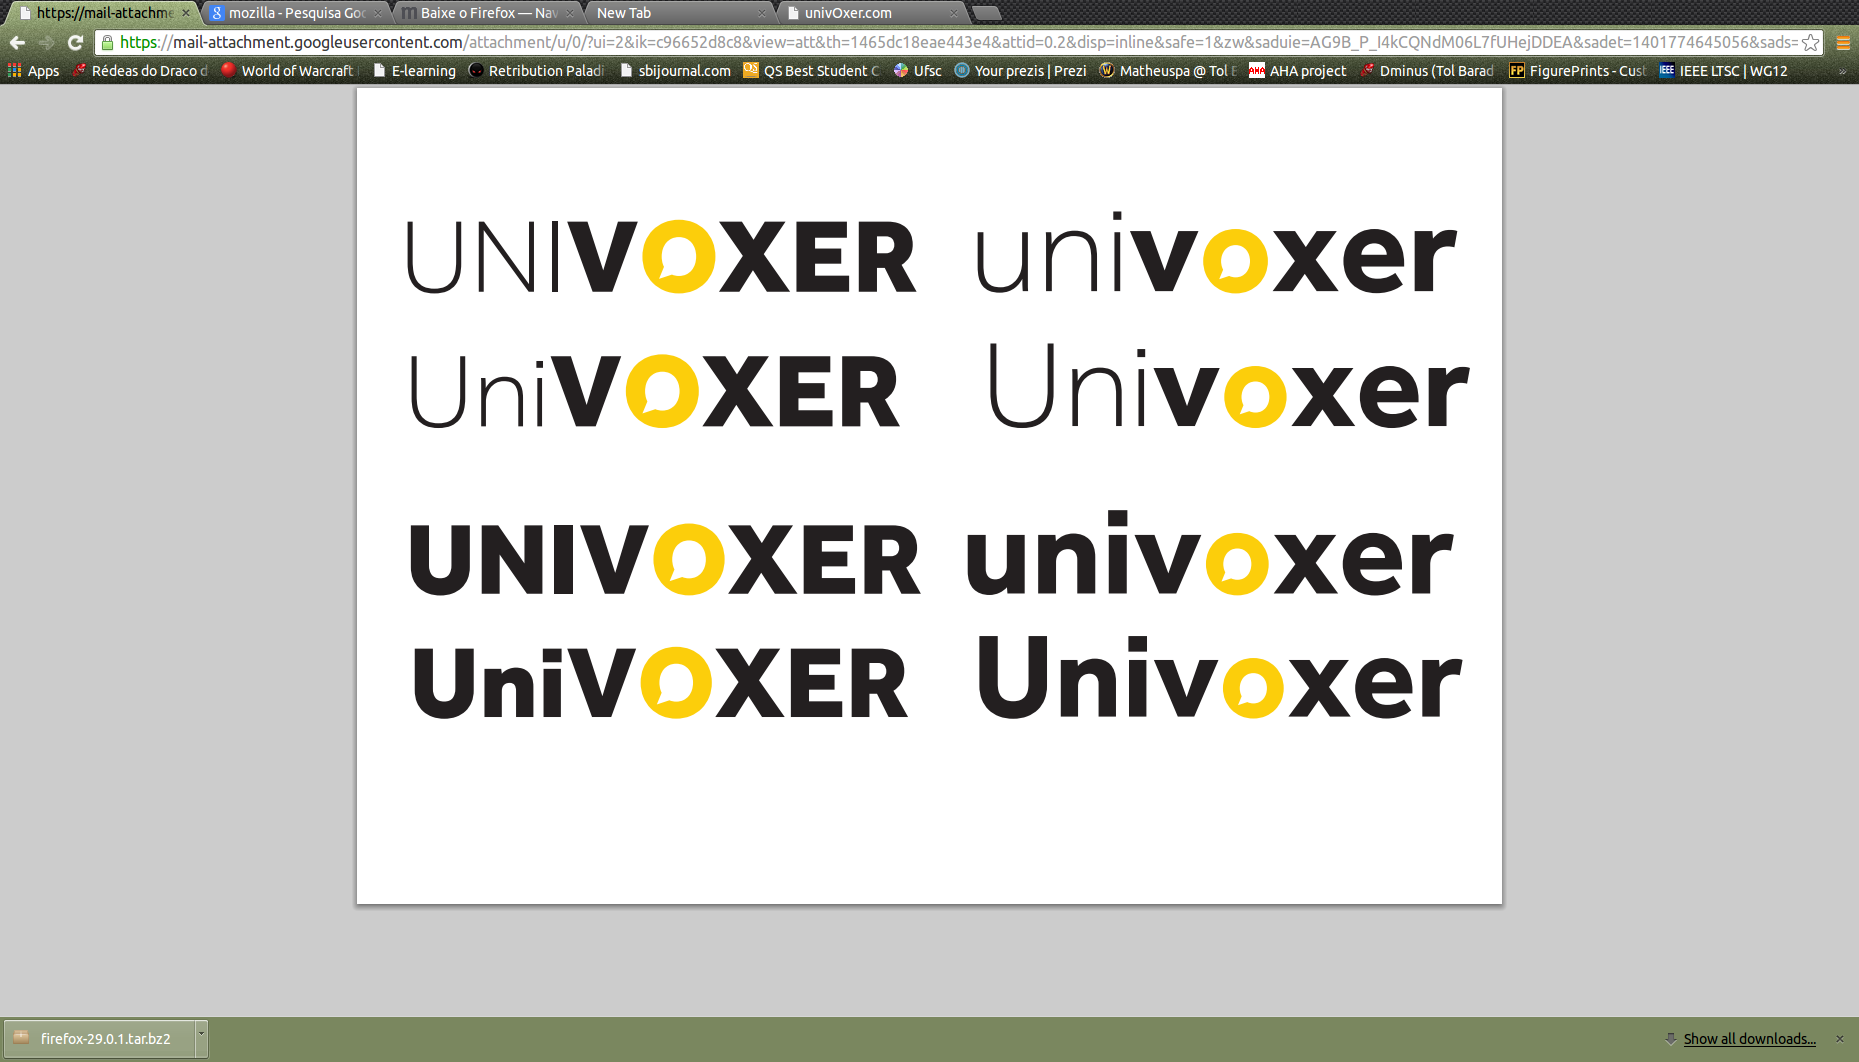 https://mail-attachme
mozilla - Pesquisa Goo
Baixe o Firefox — Nav
New Tab
univOxer.com
https://mail-attachment.googleusercontent.com/attachment/u/0/?ui=2&ik=c96652d8c8&view=att&th=1465dc18eae443e4&attid=0.2&disp=inline&safe=1&zw&saduie=AG9B_P_I4kCQNdM06L7fUHejDDEA&sadet=1401774645056&sads=
Apps Rédeas do Draco d World of Warcraft E-learning Retribution Paladi sbijournal.com QS Best Student C Ufsc Your prezis | Prezi Matheuspa @ Tol B AHA project Dminus (Tol Barad FigurePrints - Cust IEEE LTSC | WG12 »
UNIVOXER univoxer
UniVOXER Univoxer
UNIVOXER univoxer
UniVOXER Univoxer
firefox-29.0.1.tar.bz2 Show all downloads...